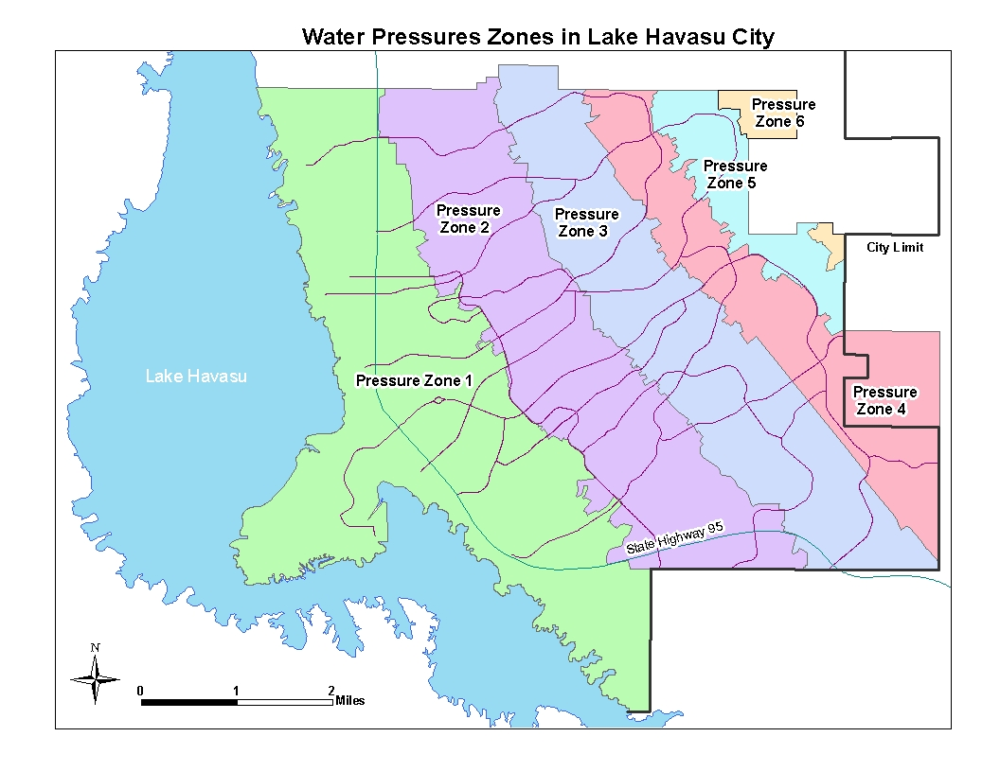 Water Pressures Zones in Lake Havasu City
Pressure
Zone 6
Pressure
Zone 5
Pressure
Zone 2
Pressure
Zone 3
City Limit
Lake Havasu
Pressure Zone 1
Pressure
Zone 4
State Highway 95
N
0 1 2
Miles